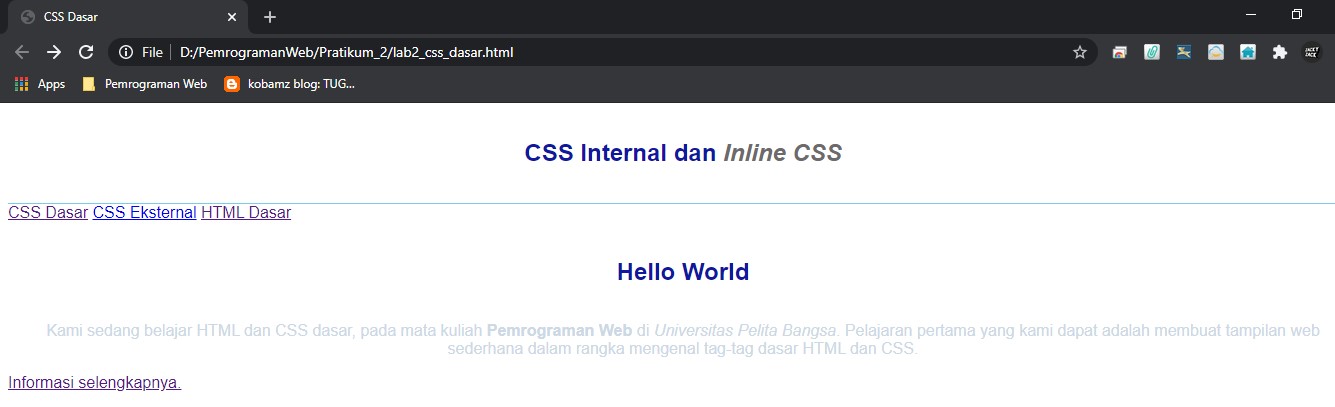 CSS Dasar
File D:/PemrogramanWeb/Pratikum_2/lab2_css_dasar.html
Apps Pemrograman Web kobamz blog: TUG...
CSS Internal dan Inline CSS
CSS Dasar CSS Eksternal HTML Dasar
Hello World
Kami sedang belajar HTML dan CSS dasar, pada mata kuliah Pemrograman Web di Universitas Pelita Bangsa. Pelajaran pertama yang kami dapat adalah membuat tampilan web
sederhana dalam rangka mengenal tag-tag dasar HTML dan CSS.
Informasi selengkapnya.